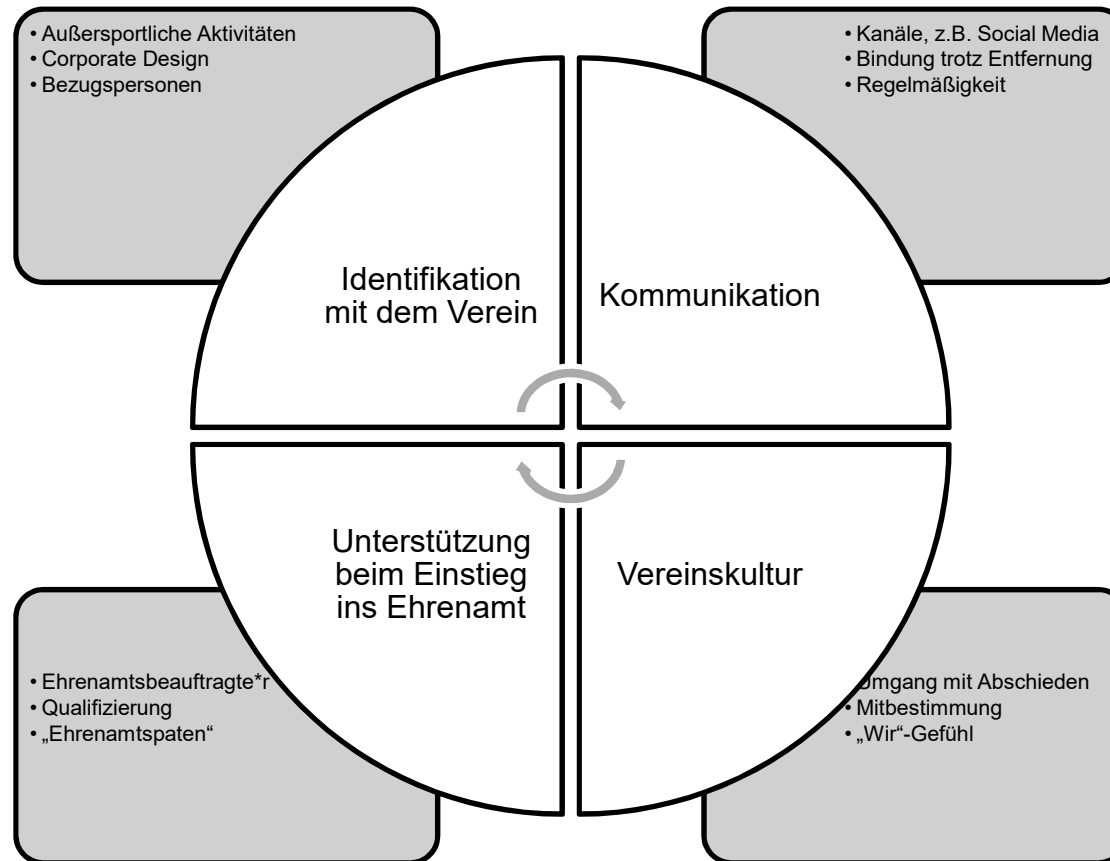 • Außersportliche Aktivitäten
• Corporate Design
• Bezugspersonen
• Kanäle, z.B. Social Media
• Bindung trotz Entfernung
• Regelmäßigkeit
Identifikation
mit dem Verein
Kommunikation
Unterstützung
beim Einstieg
ins Ehrenamt
Vereinskultur
• Ehrenamtsbeauftragte*r
• Qualifizierung
• „Ehrenamtspaten“
• Umgang mit Abschieden
• Mitbestimmung
• „Wir“-Gefühl